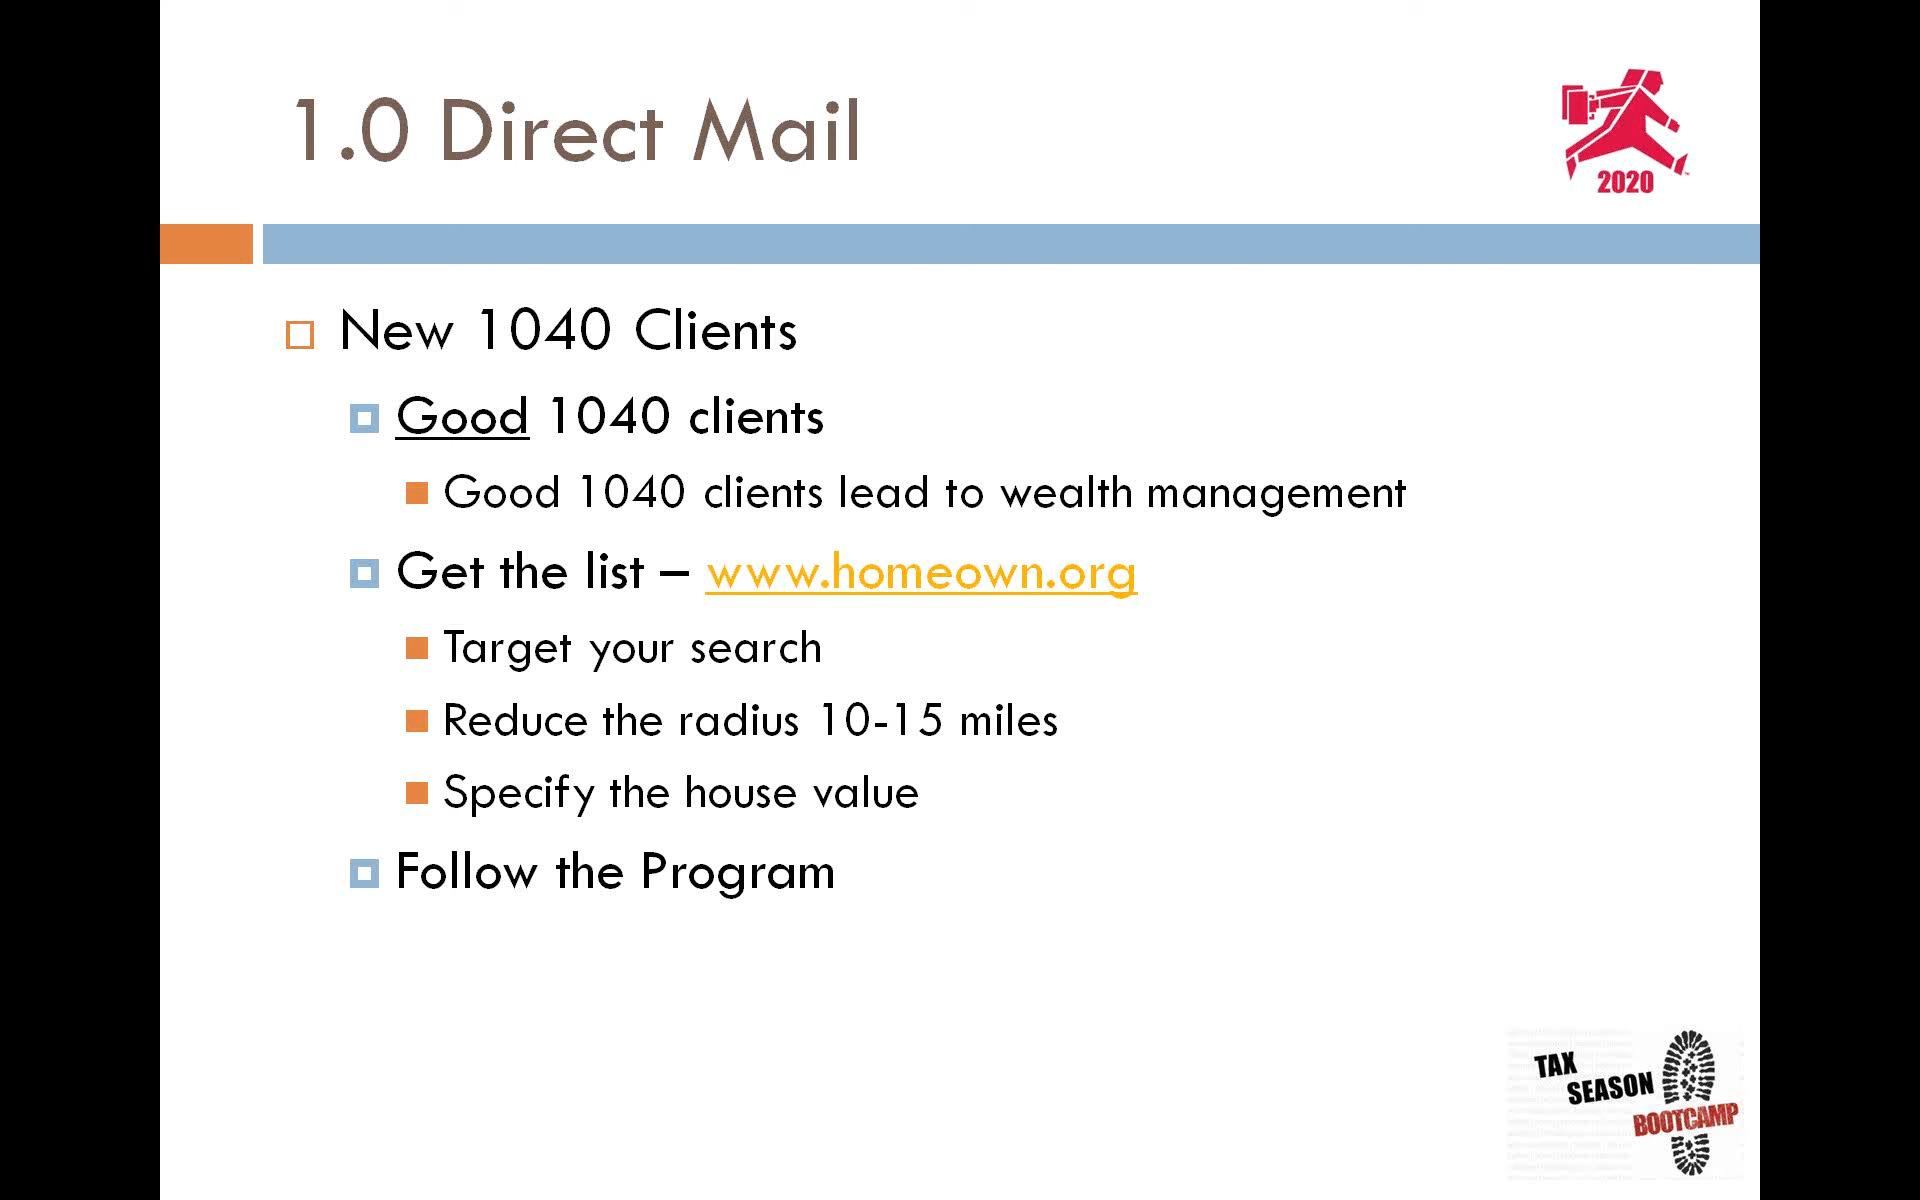 1.0 Direct Mail
2020
New 1040 Clients
Good 1040 clients
Good 1040 clients lead to wealth management
Get the list – www.homeown.org
Target your search
Reduce the radius 10-15 miles
Specify the house value
Follow the Program
TAX
SEASON
BOOTCAMP